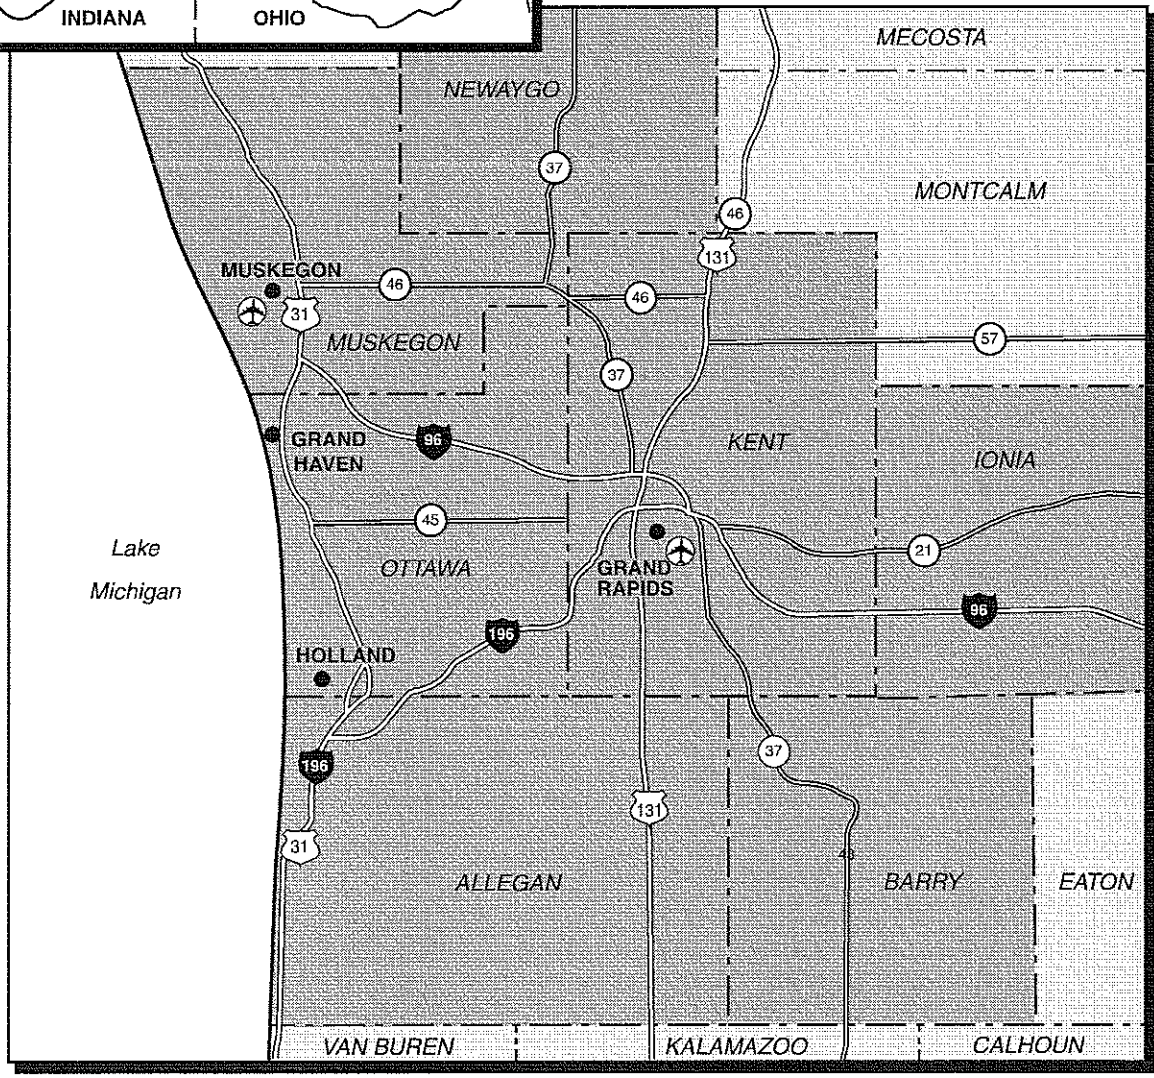 INDIANA
OHIO
MECOSTA
NEWAYGO
37
MONTCALM
46
131
MUSKEGON
46
46
31
MUSKEGON
57
37
GRAND
HAVEN
96
KENT
IONIA
45
Lake
Michigan
OTTAWA
GRAND
RAPIDS
21
196
96
HOLLAND
196
37
131
31
43
ALLEGAN
BARRY
EATON
VAN BUREN
KALAMAZOO
CALHOUN